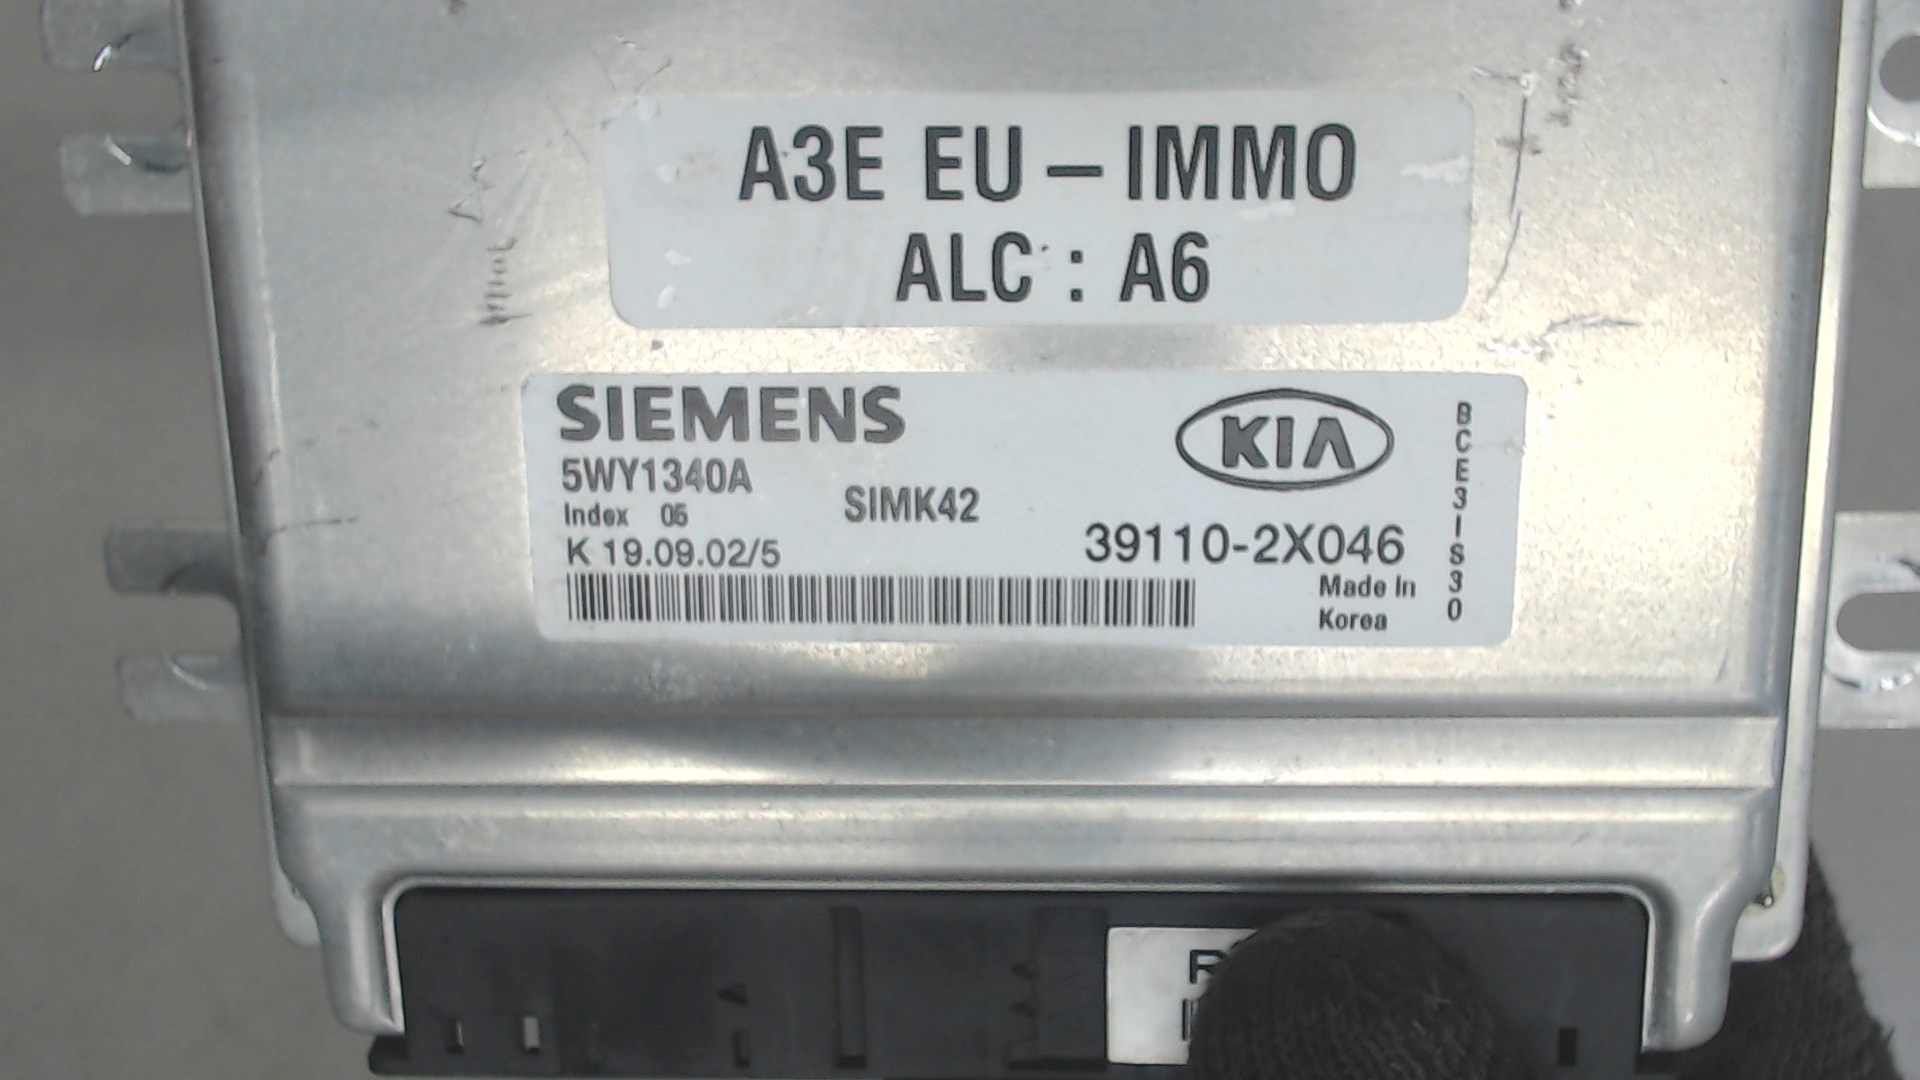 A3E EU – IMMO
ALC : A6
SIEMENS
5WY1340A
SIMK42
Index 05
K 19.09.02/5
KIA
39110-2X046
Made In
Korea
BCE3IS30